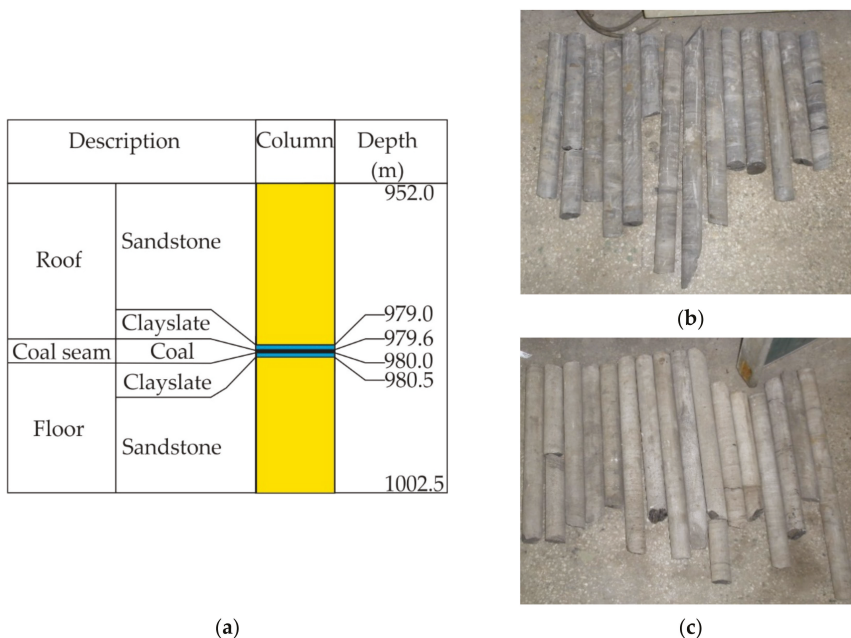 Description Column Depth
(m)
952.0
Sandstone
Roof
979.0
Clayslate
979.6
Coal seam Coal
980.0
Clayslate
980.5
Floor
Sandstone
1002.5
(a)
(b)
(c)